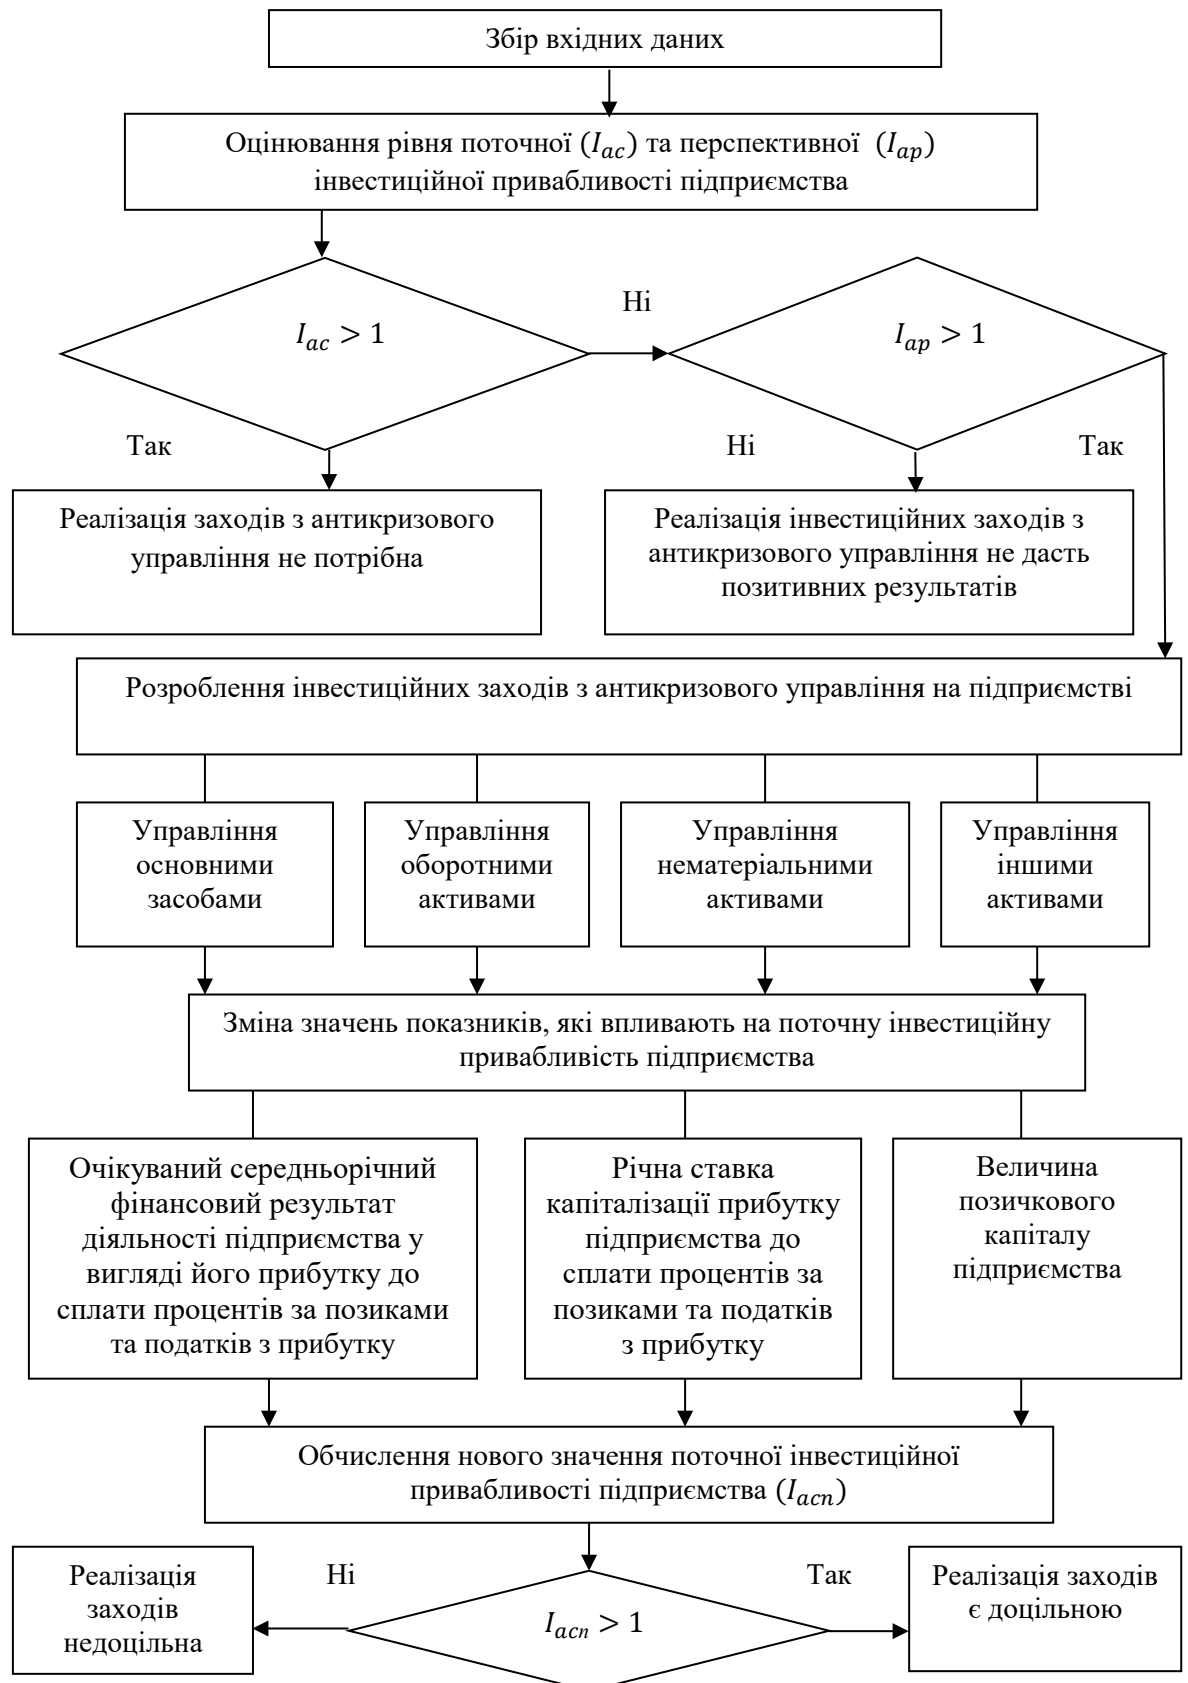 Збір вхідних даних
Оцінювання рівня поточної (I_ac) та перспективної (I_ap)
інвестиційної привабливості підприємства
Ні
I_ac > 1
I_ap > 1
Так
Ні
Так
Реалізація заходів з антикризового
управління не потрібна
Реалізація інвестиційних заходів з
антикризового управління не дасть
позитивних результатів
Розроблення інвестиційних заходів з антикризового управління на підприємстві
Управління
основними
засобами
Управління
оборотними
активами
Управління
нематеріальними
активами
Управління
іншими
активами
Зміна значень показників, які впливають на поточну інвестиційну
привабливість підприємства
Очікуваний середньорічний
фінансовий результат
діяльності підприємства у
вигляді його прибутку до
сплати процентів за позиками
та податків з прибутку
Річна ставка
капіталізації прибутку
підприємства до
сплати процентів за
позиками та податків
з прибутку
Величина
позичкового
капіталу
підприємства
Обчислення нового значення поточної інвестиційної
привабливості підприємства (I_acn)
Реалізація
заходів
недоцільна
Ні
I_acn > 1
Так
Реалізація заходів
є доцільною